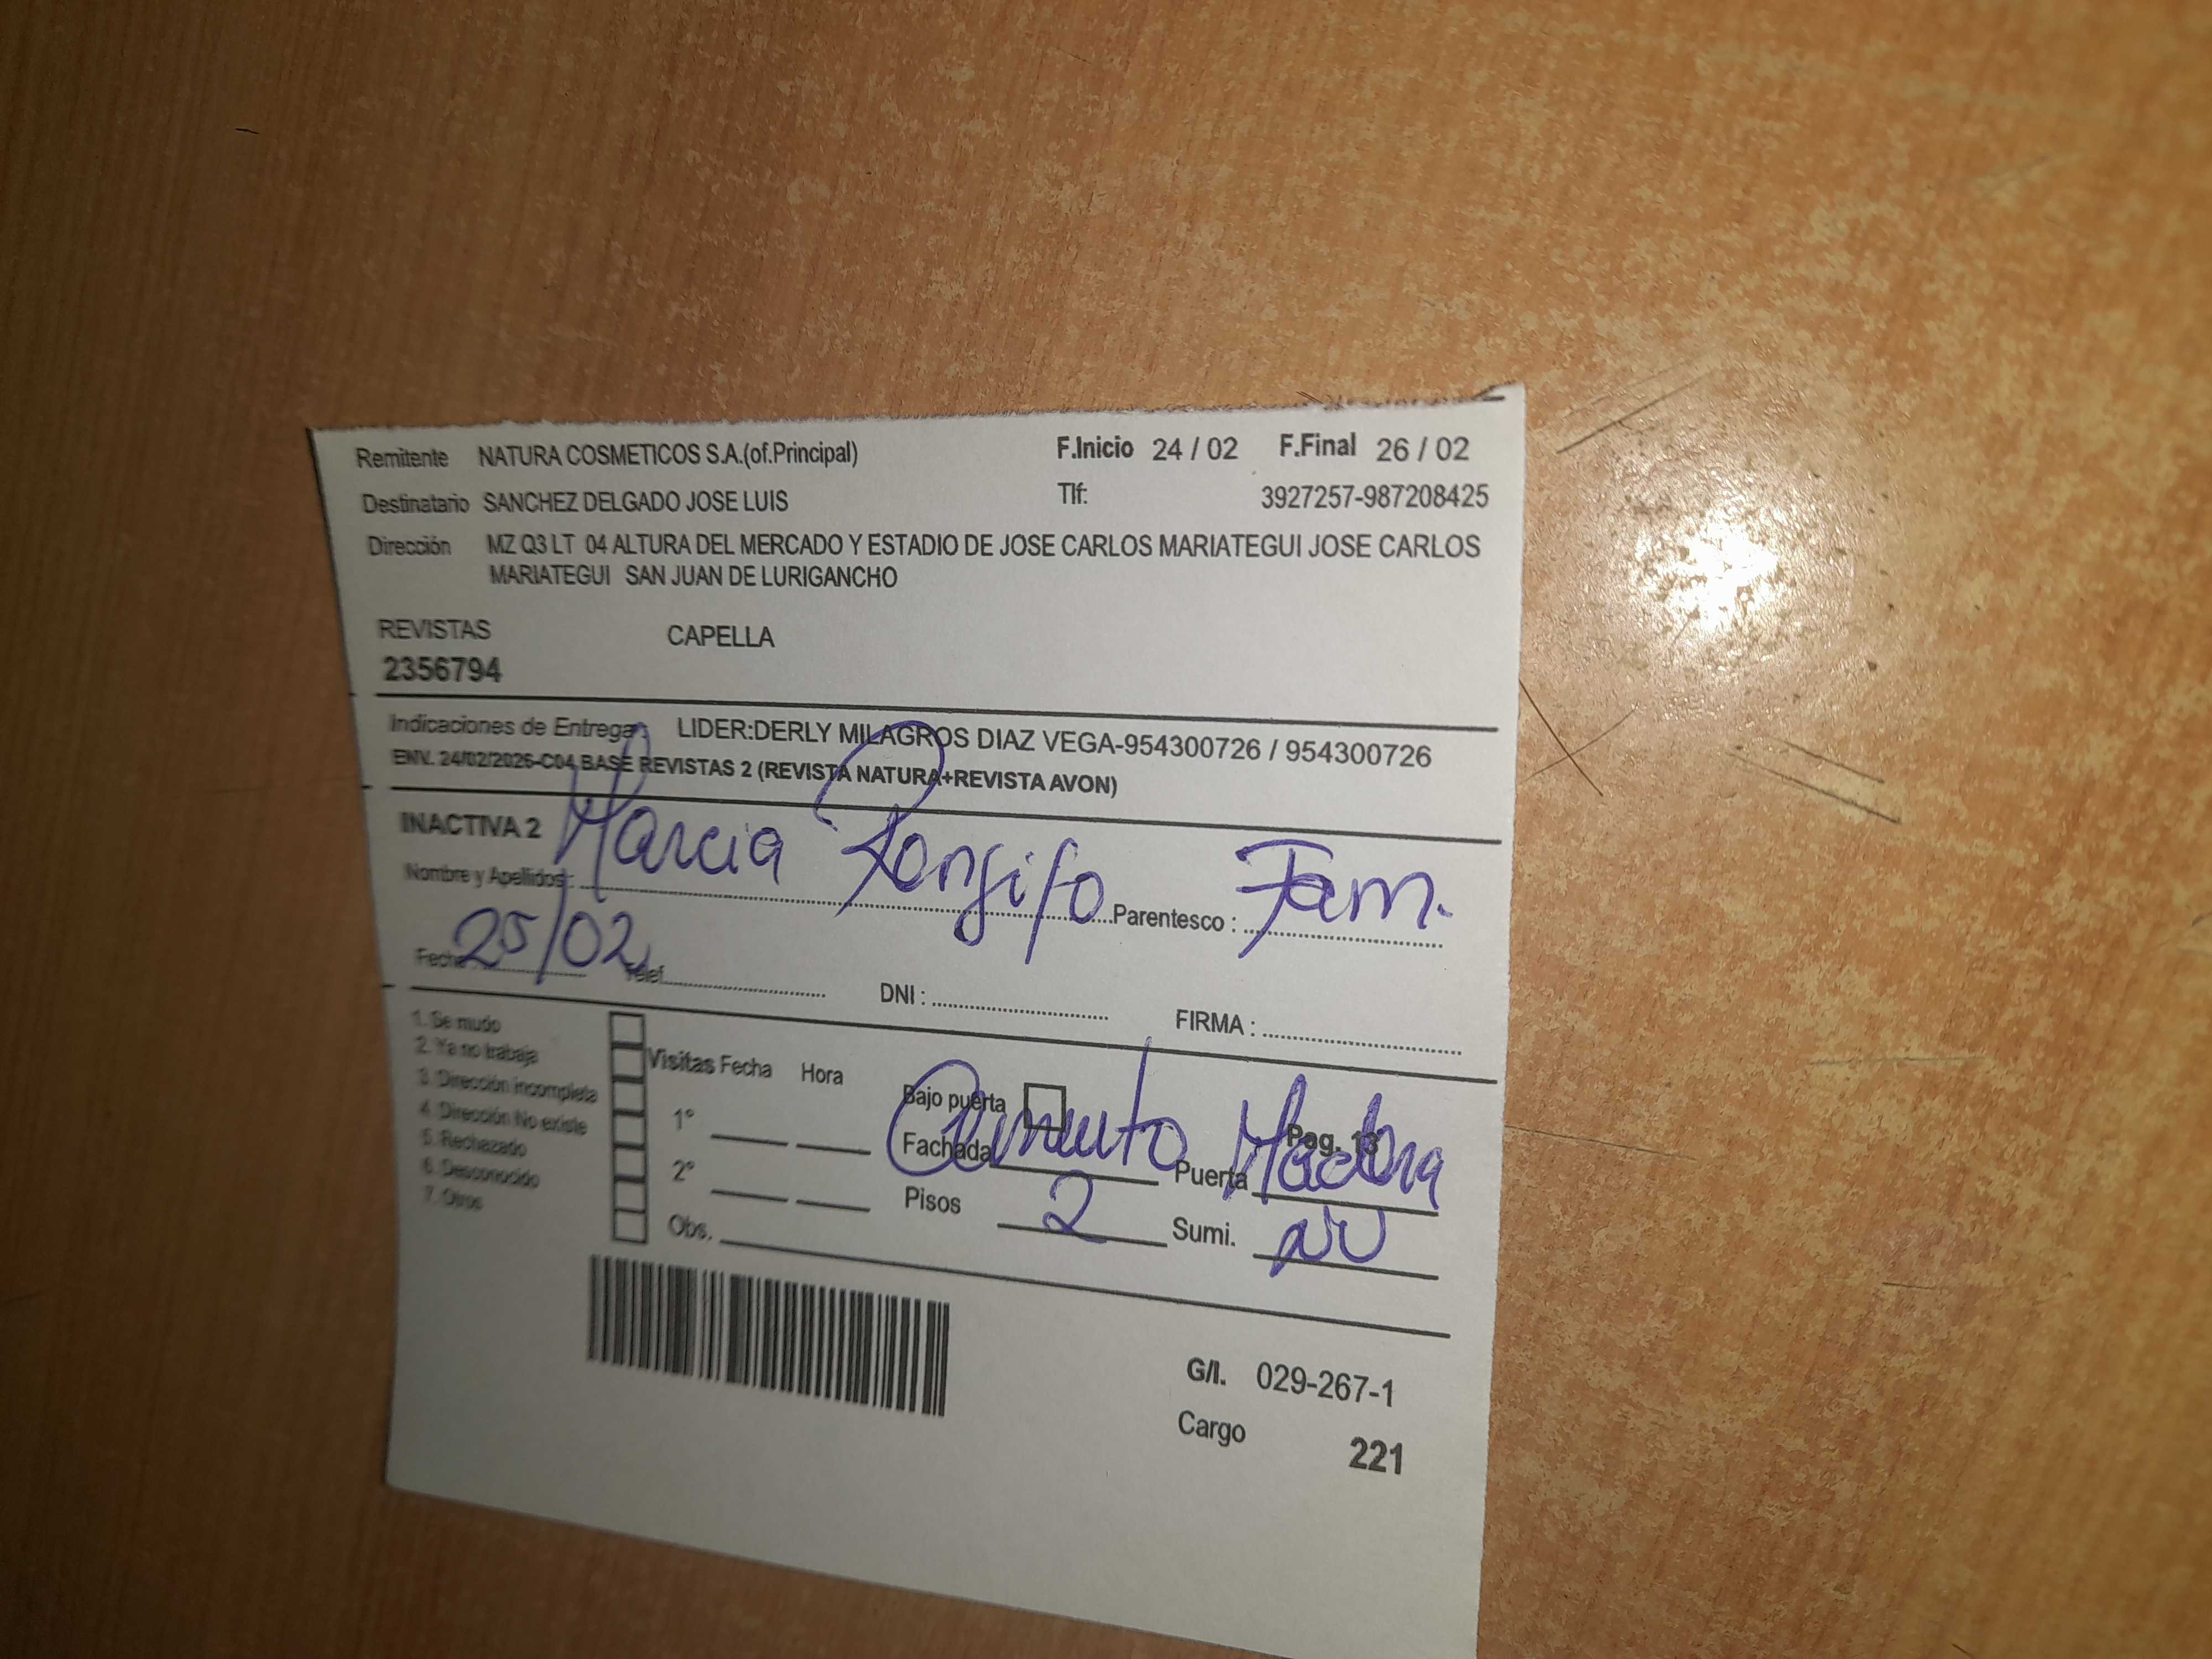 Remitente NATURA COSMETICOS S.A.(of.Principal) F.Inicio 24 / 02 F.Final 26 / 02
Destinatario SANCHEZ DELGADO JOSE LUIS Tlf: 3927257-987208425
Dirección MZ Q3 LT 04 ALTURA DEL MERCADO Y ESTADIO DE JOSE CARLOS MARIATEGUI JOSE CARLOS
MARIATEGUI SAN JUAN DE LURIGANCHO
REVISTAS CAPELLA
2356794
Indicaciones de Entrega: LIDER:DERLY MILAGROS DIAZ VEGA-954300726 / 954300726
ENV. 24/02/2026-C04 BASE REVISTAS 2 (REVISTA NATURA+REVISTA AVON)
INACTIVA 2
Nombre y Apellidos: Marcia Rengifo Parentesco : Fam.
Fecha : 25/02 Telef. DNI : FIRMA :
1. Se mudo
2. Ya no trabaja
3. Dirección incompleta
4. Dirección No existe
5. Rechazado
6. Desconocido
7. Otros
Visitas Fecha Hora
1°
2°
Obs.
Bajo puerta Pag. 13
Fachada Cemento Puerta Madera
Pisos 2 Sumi.
G/I. 029-267-1
Cargo 221